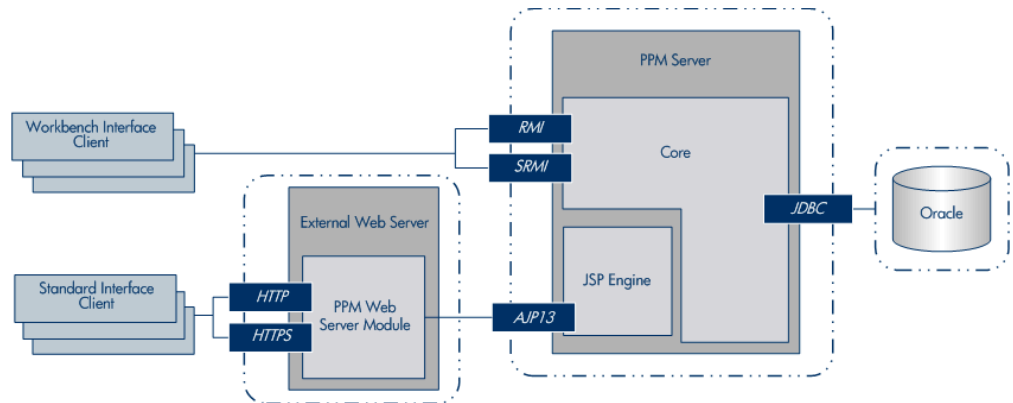 PPM Server
Workbench Interface
Client
RMI
SRMI
Core
JDBC
Oracle
External Web Server
Standard Interface
Client
HTTP
HTTPS
PPM Web
Server Module
AJP13
JSP Engine